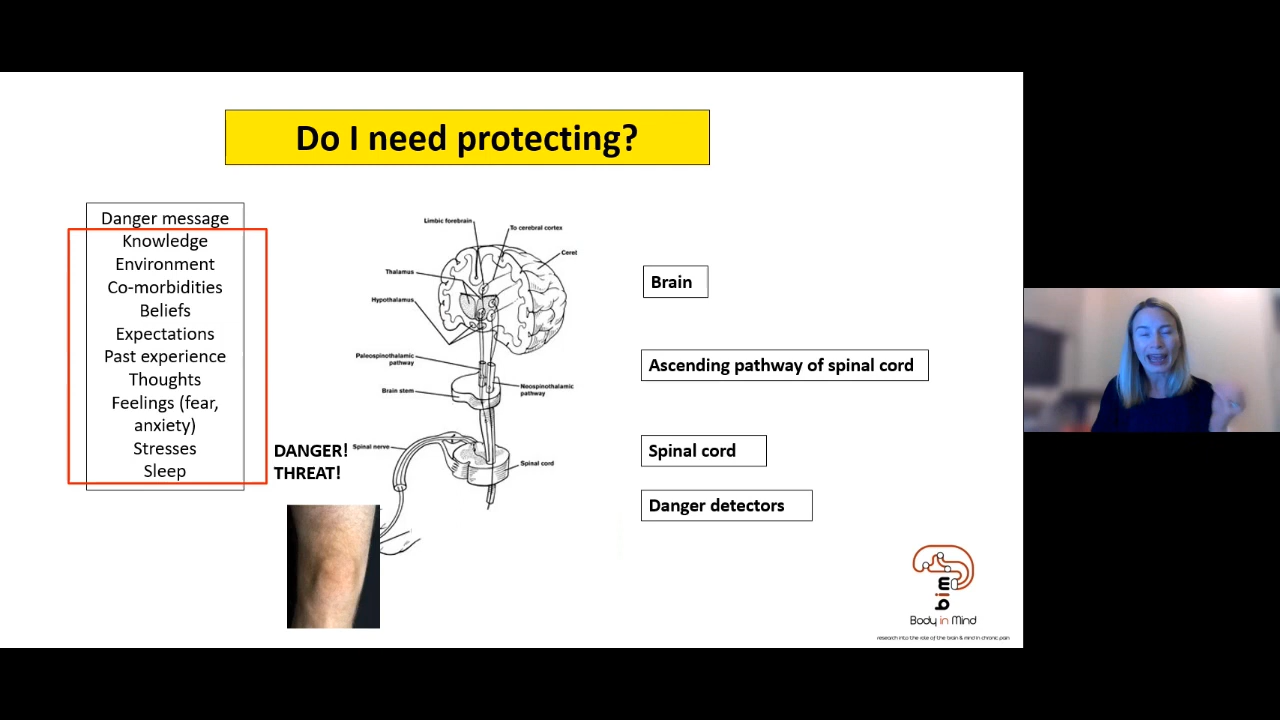 Do I need protecting?
Danger message
Knowledge
Environment
Co-morbidities
Beliefs
Expectations
Past experience
Thoughts
Feelings (fear,
anxiety)
Stresses
Sleep
DANGER!
THREAT!
Limbic forebrain
To cerebral cortex
Cerel
Thalamus
Hypothalamus
Paleospinothalamic
pathway
Neospinothalamic
pathway
Brain stem
Spinal nerve
Spinal cord
Brain
Ascending pathway of spinal cord
Spinal cord
Danger detectors
bim
Body in Mind
research into the role of the brain & mind in chronic pain